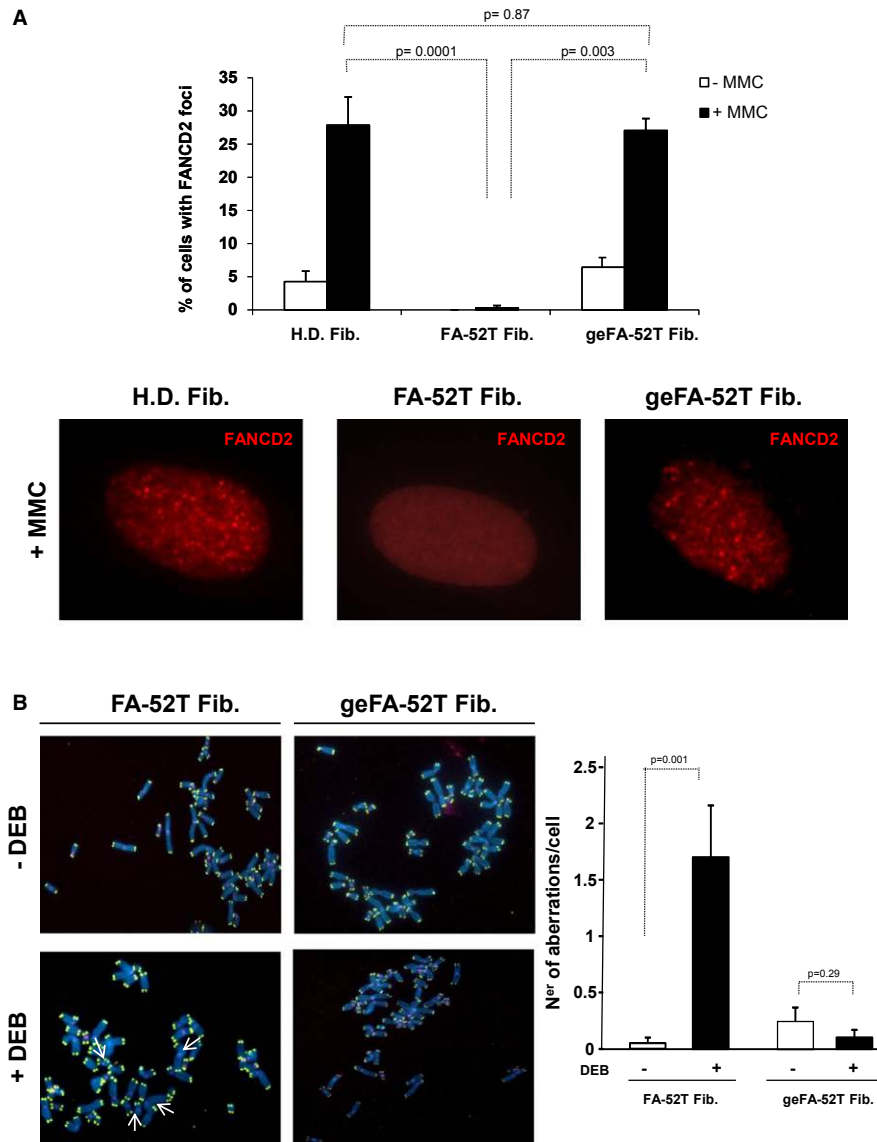 A
p= 0.87
p= 0.0001
p= 0.003
- MMC
+ MMC
% of cells with FANCD2 foci
35
30
25
20
15
10
5
0
H.D. Fib.
FA-52T Fib.
geFA-52T Fib.
H.D. Fib.
FA-52T Fib.
geFA-52T Fib.
+ MMC
FANCD2
FANCD2
FANCD2
B
FA-52T Fib.
geFA-52T Fib.
- DEB
+ DEB
Nᵉʳ of aberrations/cell
2.5
2
1.5
1
0.5
0
p=0.001
p=0.29
DEB - + - +
FA-52T Fib.
geFA-52T Fib.